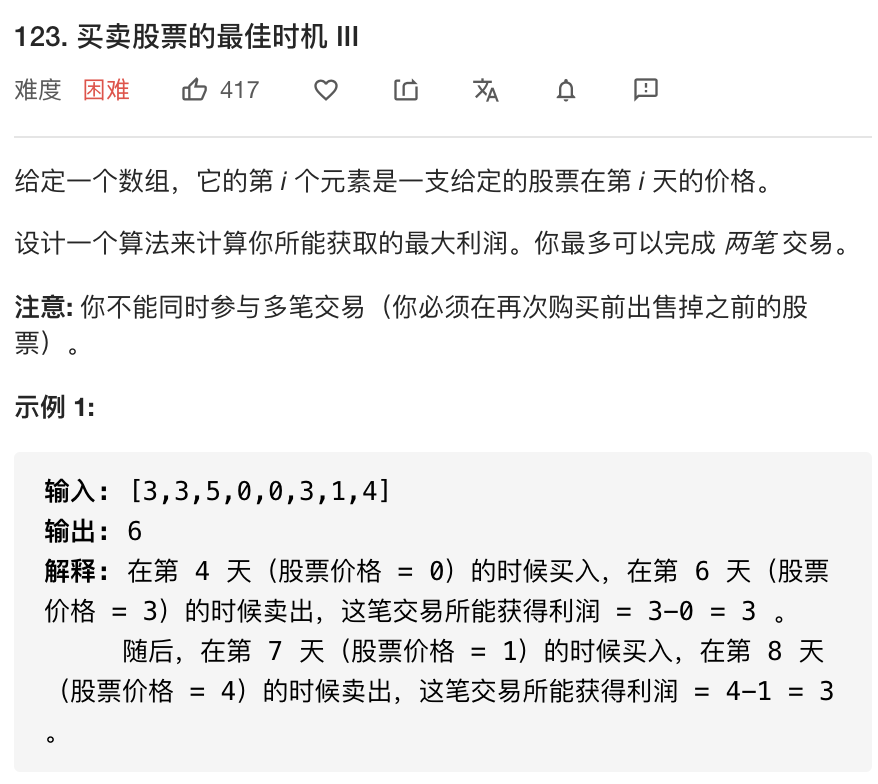 123. 买卖股票的最佳时机 III
难度 困难 417
给定一个数组，它的第 i 个元素是一支给定的股票在第 i 天的价格。
设计一个算法来计算你所能获取的最大利润。你最多可以完成 两笔 交易。
注意: 你不能同时参与多笔交易（你必须在再次购买前出售掉之前的股
票）。
示例 1:
输入: [3,3,5,0,0,3,1,4]
输出: 6
解释: 在第 4 天（股票价格 = 0）的时候买入，在第 6 天（股票
价格 = 3）的时候卖出，这笔交易所能获得利润 = 3-0 = 3 。
随后，在第 7 天（股票价格 = 1）的时候买入，在第 8 天
（股票价格 = 4）的时候卖出，这笔交易所能获得利润 = 4-1 = 3
。